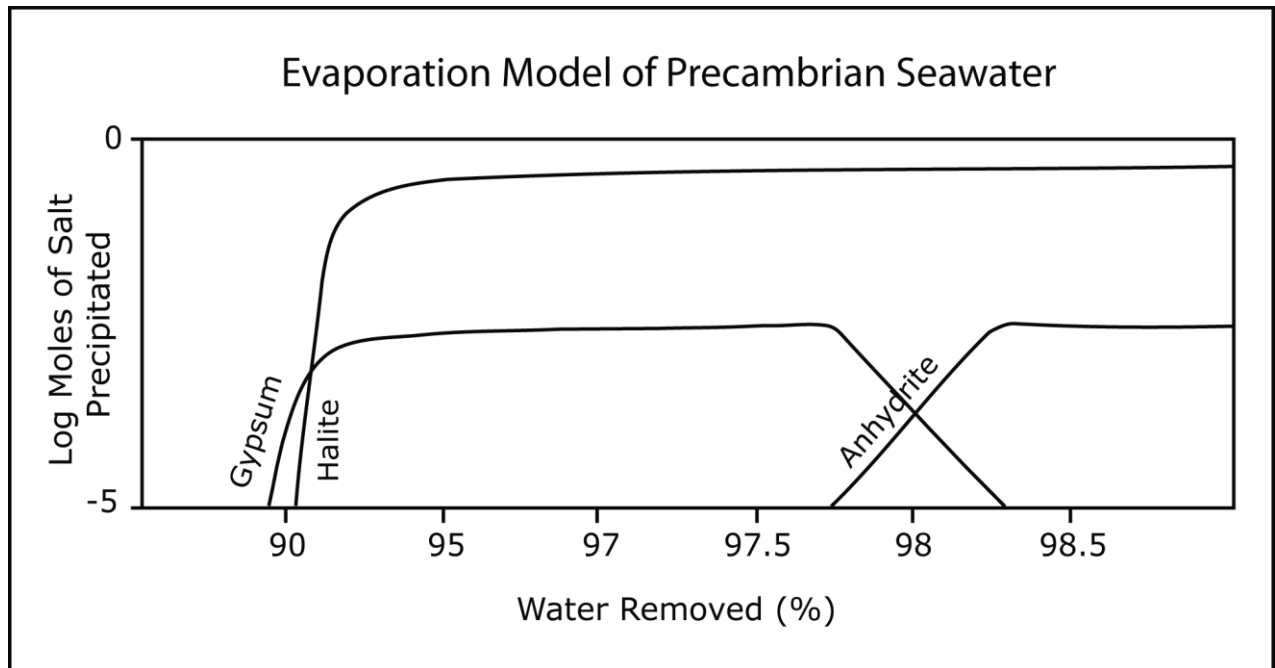 Evaporation Model of Precambrian Seawater
0
Log Moles of Salt
Precipitated
-5
Gypsum
Halite
Anhydrite
90
95
97
97.5
98
98.5
Water Removed (%)